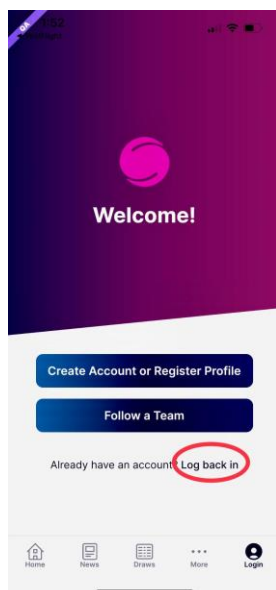 QA
Welcome!
Create Account or Register Profile
Follow a Team
Already have an account? Log back in
Home
News
Draws
More
Login